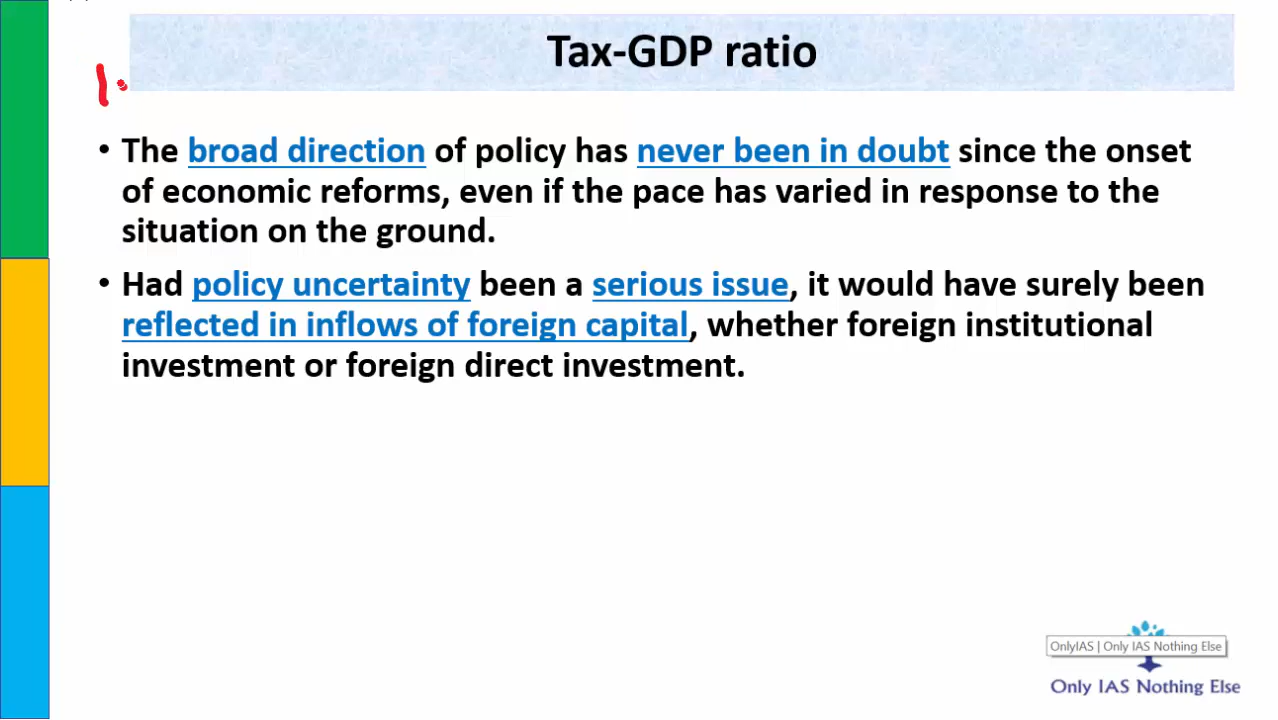 Tax-GDP ratio
1.
• The broad direction of policy has never been in doubt since the onset
of economic reforms, even if the pace has varied in response to the
situation on the ground.
• Had policy uncertainty been a serious issue, it would have surely been
reflected in inflows of foreign capital, whether foreign institutional
investment or foreign direct investment.
OnlyIAS | Only IAS Nothing Else
Only IAS Nothing Else